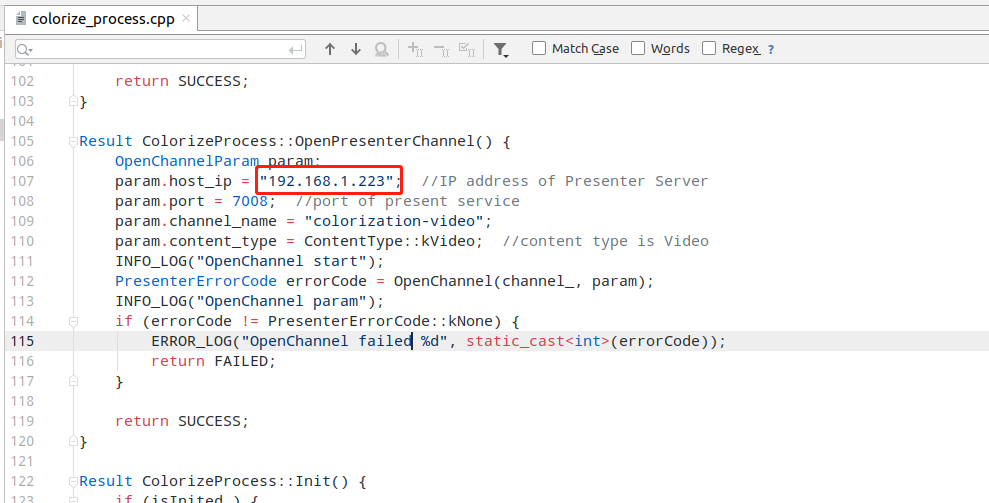 colorize_process.cpp
Match Case Words Regex ?
102 return SUCCESS;
103 }
104
105 Result ColorizeProcess::OpenPresenterChannel() {
106 OpenChannelParam param;
107 param.host_ip = "192.168.1.223"; //IP address of Presenter Server
108 param.port = 7008; //port of present service
109 param.channel_name = "colorization-video";
110 param.content_type = ContentType::kVideo; //content type is Video
111 INFO_LOG("OpenChannel start");
112 PresenterErrorCode errorCode = OpenChannel(channel_, param);
113 INFO_LOG("OpenChannel param");
114 if (errorCode != PresenterErrorCode::kNone) {
115 ERROR_LOG("OpenChannel failed %d", static_cast<int>(errorCode));
116 return FAILED;
117 }
118
119 return SUCCESS;
120 }
121
122 Result ColorizeProcess::Init() {
123 if (isInited_) {